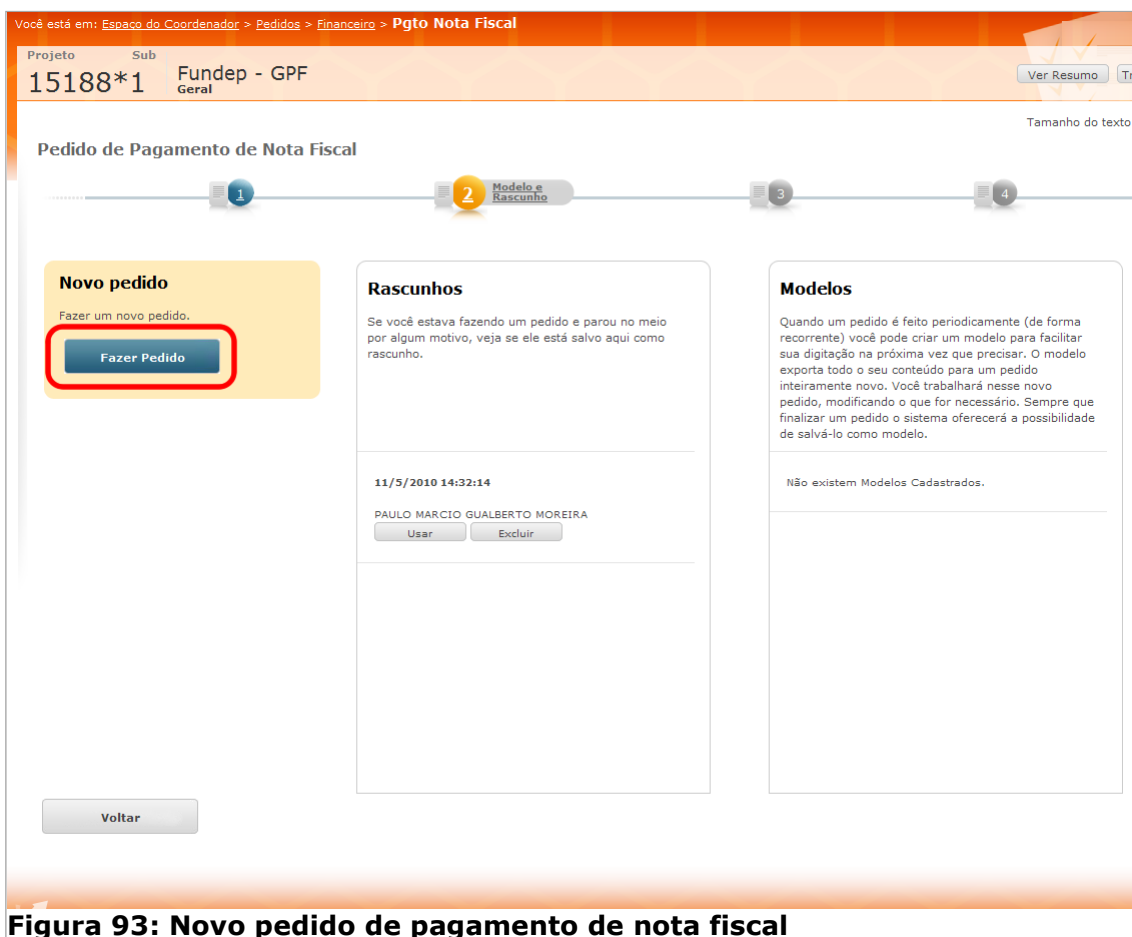 Você está em: Espaço do Coordenador > Pedidos > Financeiro > Pgto Nota Fiscal
Projeto Sub
15188*1 Fundep - GPF
Geral
Ver Resumo
Tamanho do texto
Pedido de Pagamento de Nota Fiscal
1
2 Modelo e
Rascunho
3
4
Novo pedido
Fazer um novo pedido.
Fazer Pedido
Rascunhos
Se você estava fazendo um pedido e parou no meio
por algum motivo, veja se ele está salvo aqui como
rascunho.
11/5/2010 14:32:14
PAULO MARCIO GUALBERTO MOREIRA
Usar Excluir
Modelos
Quando um pedido é feito periodicamente (de forma
recorrente) você pode criar um modelo para facilitar
sua digitação na próxima vez que precisar. O modelo
exporta todo o seu conteúdo para um pedido
inteiramente novo. Você trabalhará nesse novo
pedido, modificando o que for necessário. Sempre que
finalizar um pedido o sistema oferecerá a possibilidade
de salvá-lo como modelo.
Não existem Modelos Cadastrados.
Voltar
Figura 93: Novo pedido de pagamento de nota fiscal